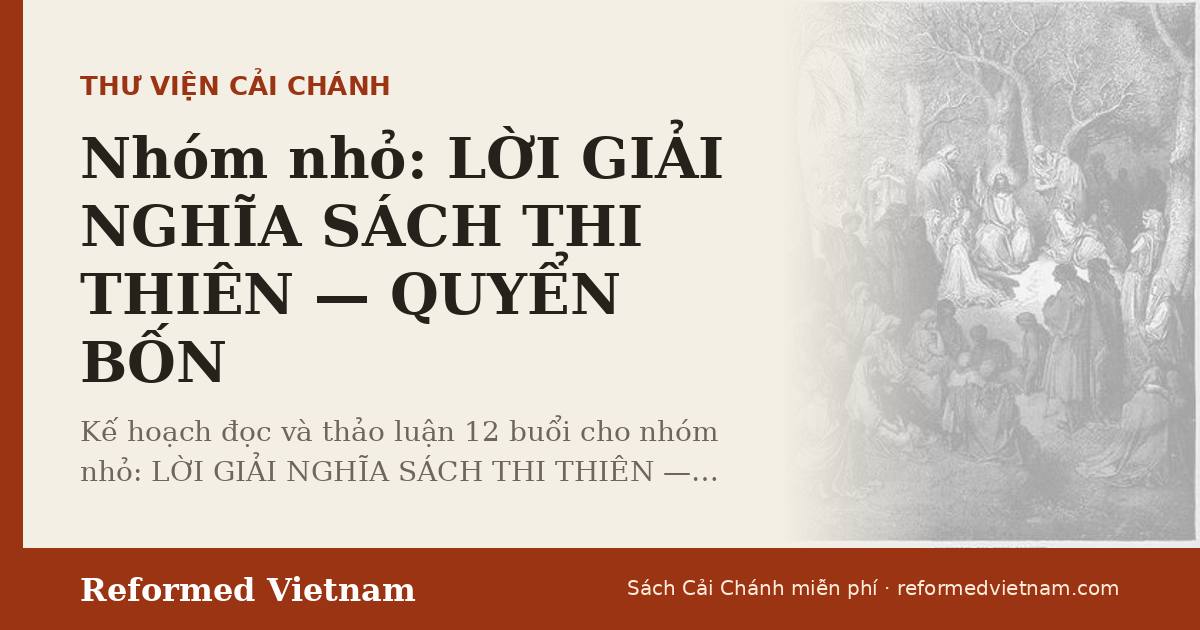 THƯ VIỆN CẢI CHÁNH
Nhóm nhỏ: LỜI GIẢI
NGHĨA SÁCH THI
THIÊN — QUYỂN
BỐN
Kế hoạch đọc và thảo luận 12 buổi cho nhóm
nhỏ: LỜI GIẢI NGHĨA SÁCH THI THIÊN —...
Reformed Vietnam
Sách Cải Chánh miễn phí · reformedvietnam.com